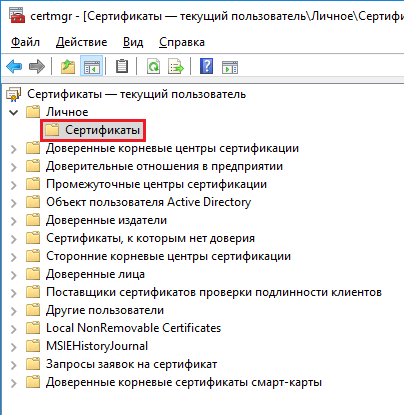 certmgr - [Сертификаты — текущий пользователь\Личное\Сертифи
Файл Действие Вид Справка
Сертификаты — текущий пользователь
Личное
Сертификаты
Доверенные корневые центры сертификации
Доверительные отношения в предприятии
Промежуточные центры сертификации
Объект пользователя Active Directory
Доверенные издатели
Сертификаты, к которым нет доверия
Сторонние корневые центры сертификации
Доверенные лица
Поставщики сертификатов проверки подлинности клиентов
Другие пользователи
Local NonRemovable Certificates
MSIEHistoryJournal
Запросы заявок на сертификат
Доверенные корневые сертификаты смарт-карты